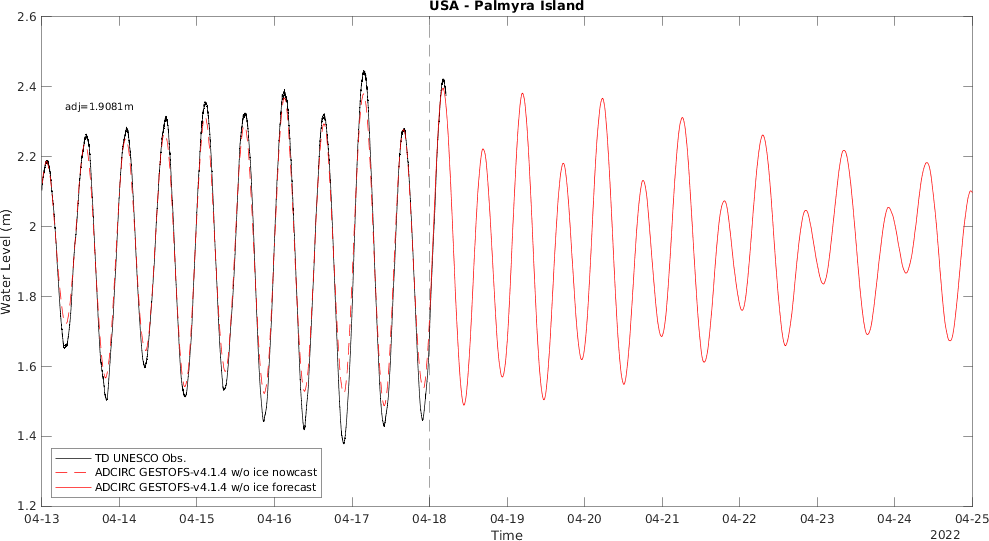 USA - Palmyra Island
2.6
2.4
2.2
2
1.8
1.6
1.4
1.2
Water Level (m)
adj=1.9081m
TD UNESCO Obs.
ADCIRC GESTOFS-v4.1.4 w/o ice nowcast
ADCIRC GESTOFS-v4.1.4 w/o ice forecast
04-13 04-14 04-15 04-16 04-17 04-18 04-19 04-20 04-21 04-22 04-23 04-24 04-25
Time
2022